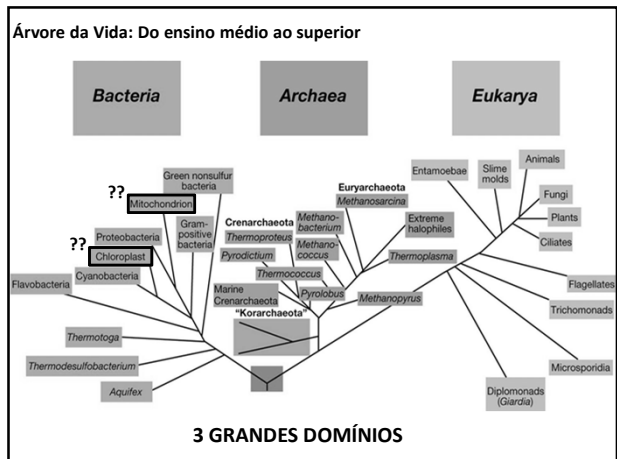 Árvore da Vida: Do ensino médio ao superior
Bacteria
Archaea
Eukarya
Green nonsulfur
bacteria
??
Mitochondrion
Gram-
positive
bacteria
Proteobacteria
??
Chloroplast
Cyanobacteria
Flavobacteria
Thermotoga
Thermodesulfobacterium
Aquifex
Euryarchaeota
Methanosarcina
Crenarchaeota
Methano-
bacterium
Extreme
halophiles
Thermoproteus
Pyrodictium
Methano-
coccus
Thermoplasma
Thermococcus
Marine
Crenarchaeota
Pyrolobus
Methanopyrus
"Korarchaeota"
Entamoebae
Slime
molds
Animals
Fungi
Plants
Ciliates
Flagellates
Trichomonads
Microsporidia
Diplomonads
(Giardia)
3 GRANDES DOMÍNIOS